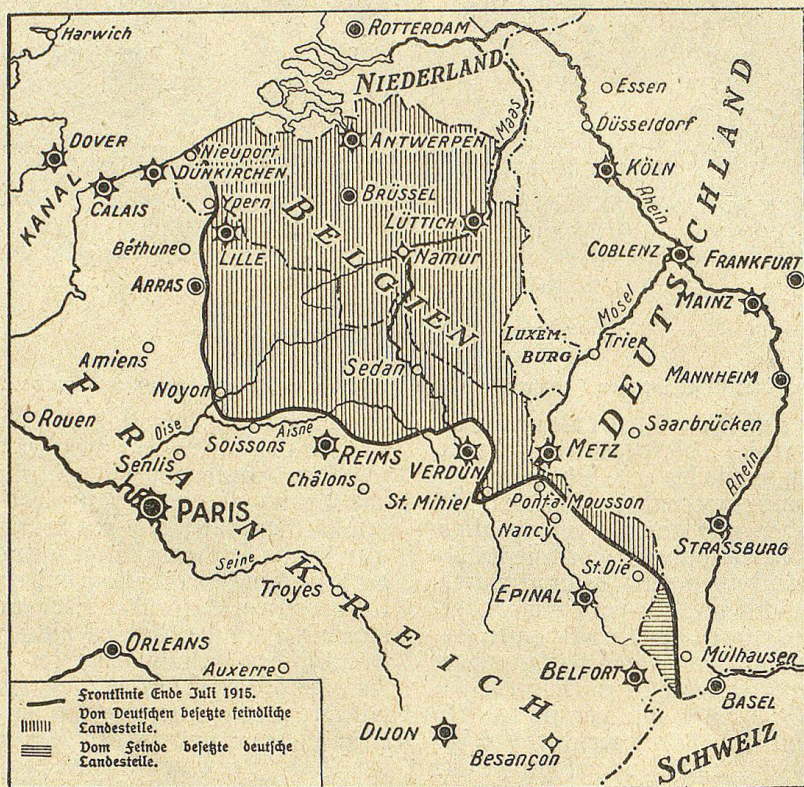 Harwich
ROTTERDAM
NIEDERLAND
Essen
Düsseldorf
Maas
DOVER
Nieuport
ANTWERPEN
DÜNKIRCHEN
KÖLN
KANAL
CALAIS
Ypern
BRÜSSEL
LÜTTICH
Rhein
BELGIEN
Béthune
LILLE
Namur
COBLENZ
FRANKFURT
ARRAS
MAINZ
Mosel
LUXEM-
BURG
Trier
DEUTSCHLAND
Amiens
Sedan
MANNHEIM
Noyon
FRANKREICH
Rouen
Oise
Soissons
Aisne
Saarbrücken
Senlis
REIMS
VERDUN
METZ
Châlons
St. Mihiel
Pont-à-Mousson
Rhein
PARIS
Nancy
STRASSBURG
Seine
St. Dié
Troyes
EPINAL
ORLEANS
Auxerre
BELFORT
Mülhausen
BASEL
DIJON
Besançon
SCHWEIZ
Frontlinie Ende Juli 1915.
Von Deutschen besetzte feindliche
Landesteile.
Vom Feinde besetzte deutsche
Landesteile.